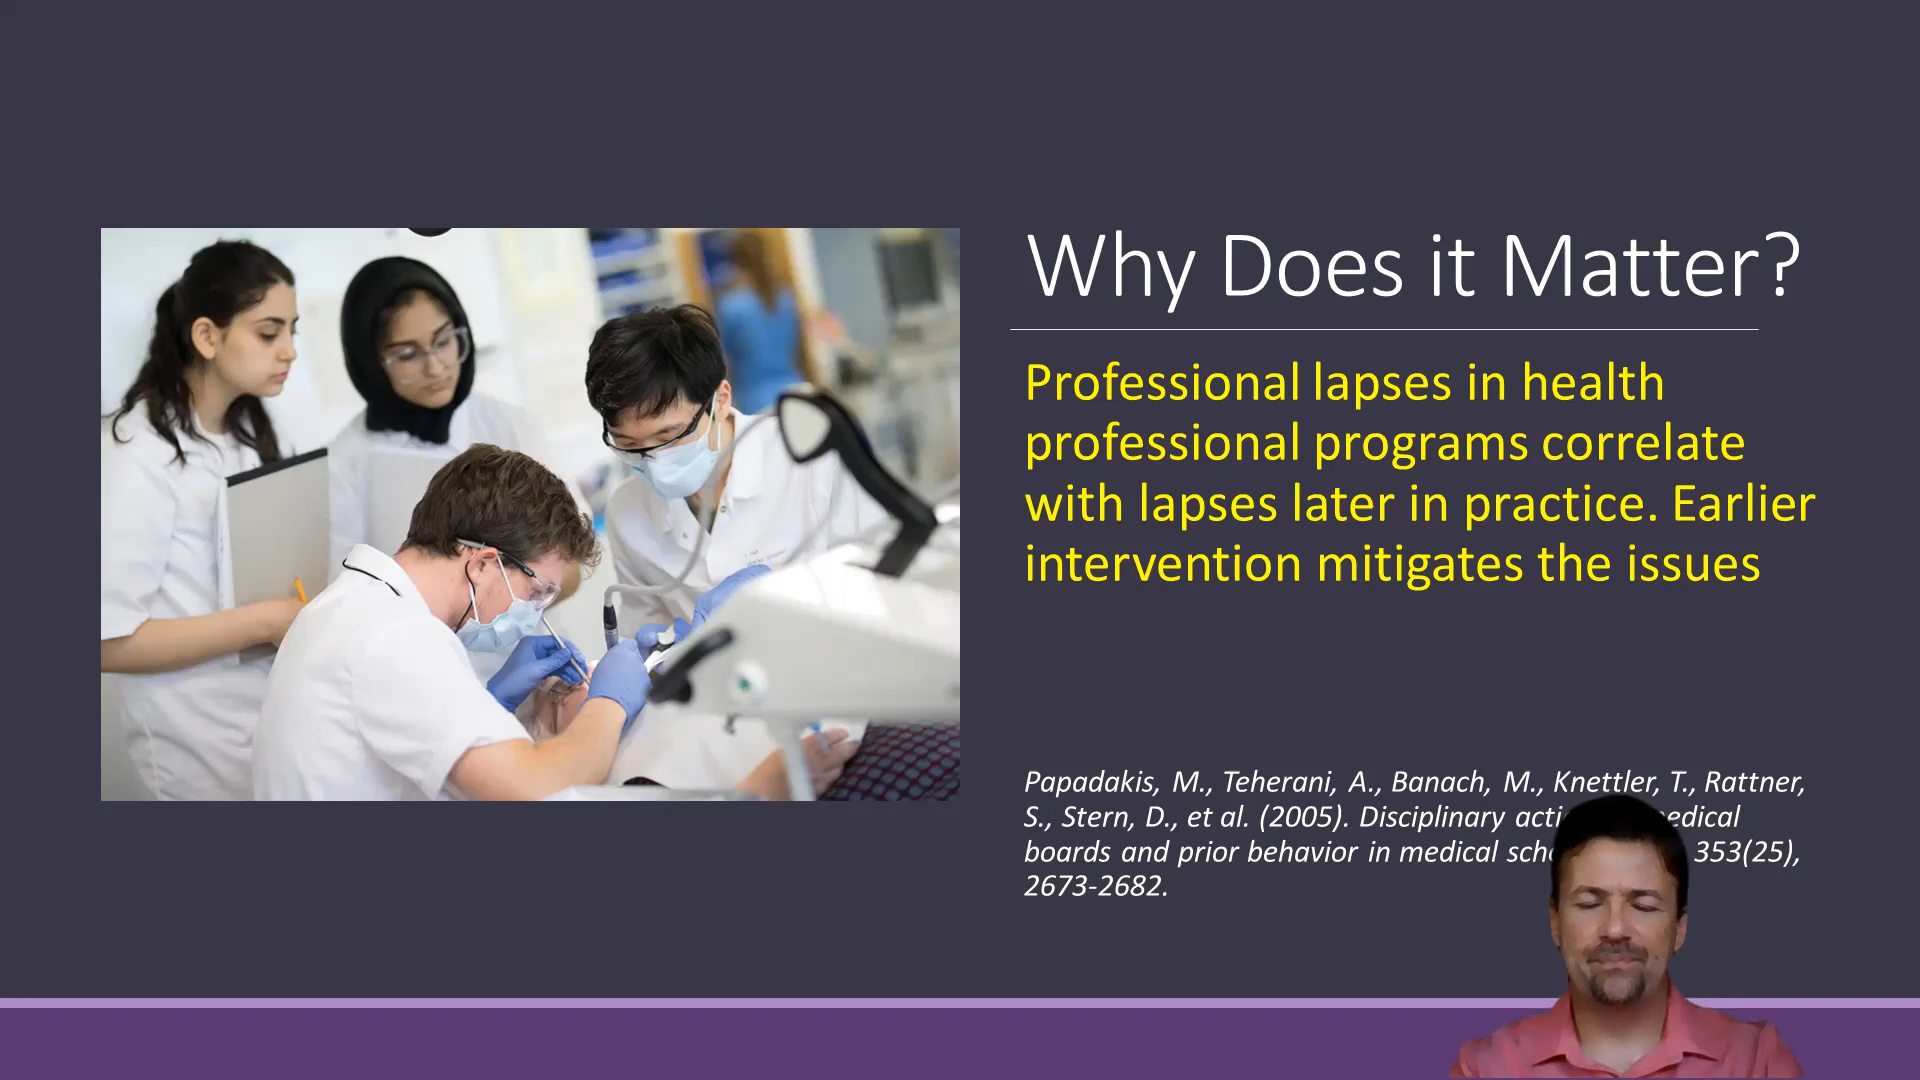 Why Does it Matter?
Professional lapses in health
professional programs correlate
with lapses later in practice. Earlier
intervention mitigates the issues
Papadakis, M., Teherani, A., Banach, M., Knettler, T., Rattner,
S., Stern, D., et al. (2005). Disciplinary
boards and prior behavior in medical 353(25),
2673-2682.